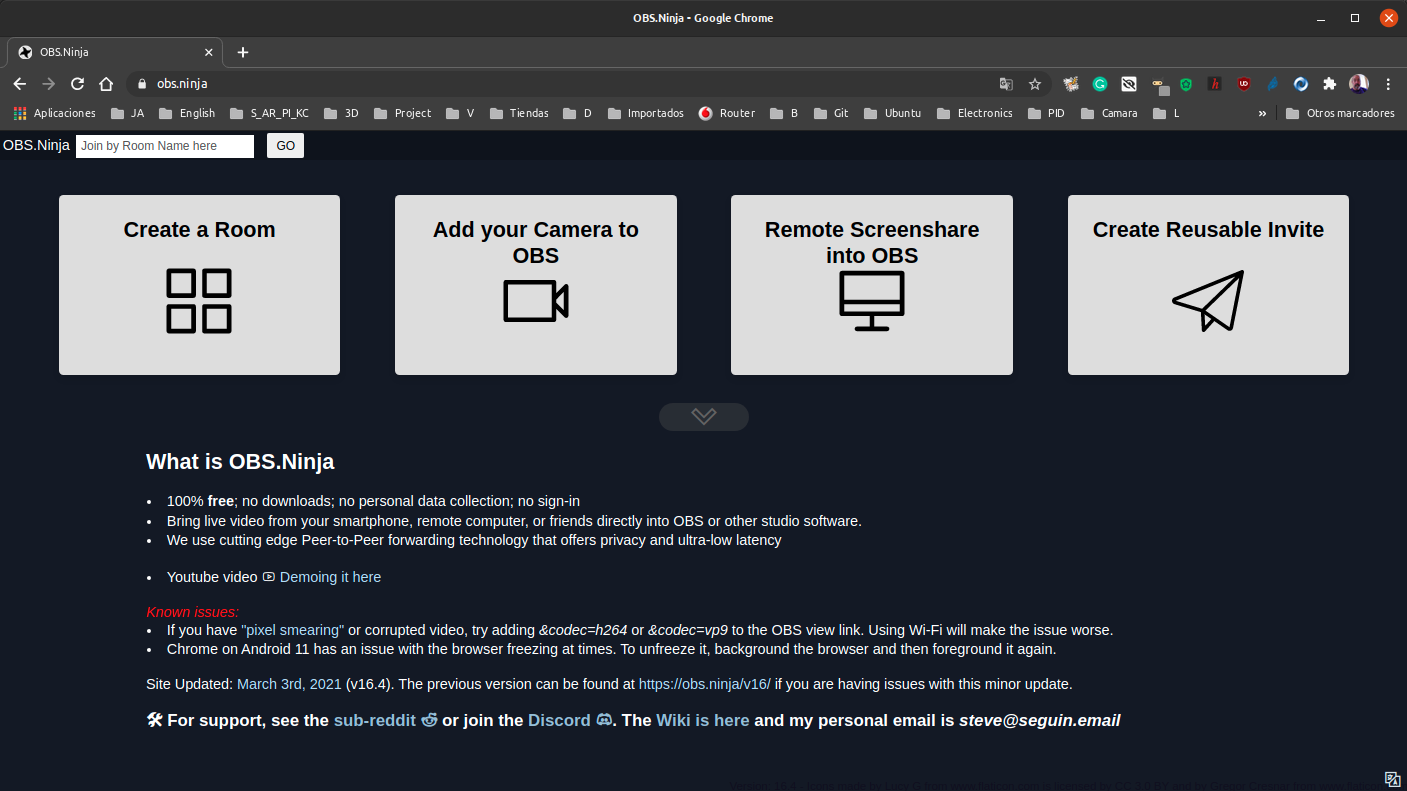 OBS.Ninja - Google Chrome
OBS.Ninja
obs.ninja
Aplicaciones JA English S_AR_PI_KC 3D Project V Tiendas D Importados Router B Git Ubuntu Electronics PID Camara L » Otros marcadores
OBS.Ninja Join by Room Name here GO
Create a Room
Add your Camera to
OBS
Remote Screenshare
into OBS
Create Reusable Invite
What is OBS.Ninja
• 100% free; no downloads; no personal data collection; no sign-in
• Bring live video from your smartphone, remote computer, or friends directly into OBS or other studio software.
• We use cutting edge Peer-to-Peer forwarding technology that offers privacy and ultra-low latency
• Youtube video Demoing it here
Known issues:
• If you have "pixel smearing" or corrupted video, try adding &codec=h264 or &codec=vp9 to the OBS view link. Using Wi-Fi will make the issue worse.
• Chrome on Android 11 has an issue with the browser freezing at times. To unfreeze it, background the browser and then foreground it again.
Site Updated: March 3rd, 2021 (v16.4). The previous version can be found at https://obs.ninja/v16/ if you are having issues with this minor update.
🛠 For support, see the sub-reddit or join the Discord. The Wiki is here and my personal email is steve@seguin.email